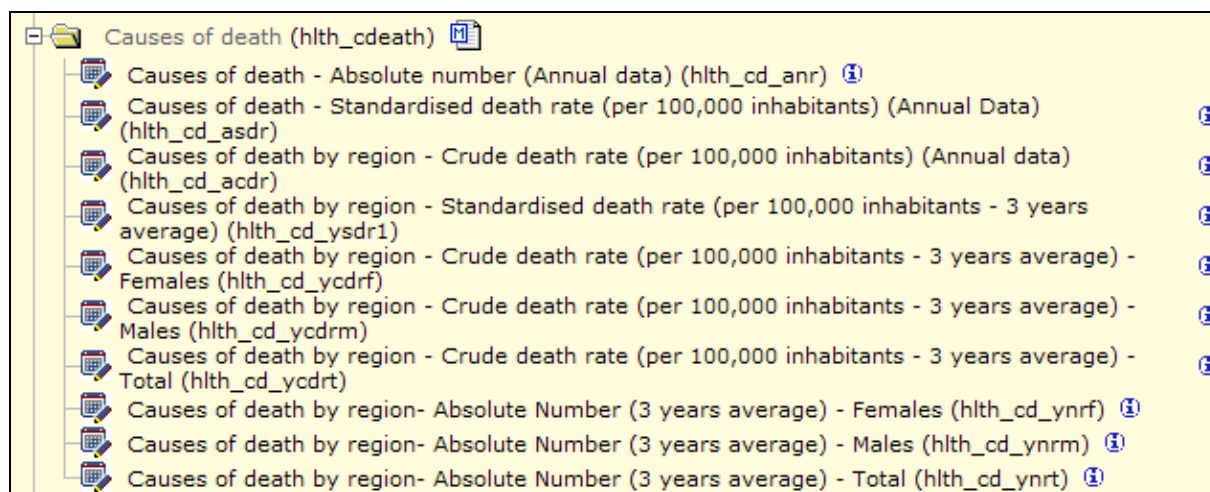 Causes of death (hlth_cdeath)
Causes of death - Absolute number (Annual data) (hlth_cd_anr)
Causes of death - Standardised death rate (per 100,000 inhabitants) (Annual Data)
(hlth_cd_asdr)
Causes of death by region - Crude death rate (per 100,000 inhabitants) (Annual data)
(hlth_cd_acdr)
Causes of death by region - Standardised death rate (per 100,000 inhabitants - 3 years
average) (hlth_cd_ysdr1)
Causes of death by region - Crude death rate (per 100,000 inhabitants - 3 years average) -
Females (hlth_cd_ycdrf)
Causes of death by region - Crude death rate (per 100,000 inhabitants - 3 years average) -
Males (hlth_cd_ycdrm)
Causes of death by region - Crude death rate (per 100,000 inhabitants - 3 years average) -
Total (hlth_cd_ycdrt)
Causes of death by region- Absolute Number (3 years average) - Females (hlth_cd_ynrf)
Causes of death by region- Absolute Number (3 years average) - Males (hlth_cd_ynrm)
Causes of death by region- Absolute Number (3 years average) - Total (hlth_cd_ynrt)